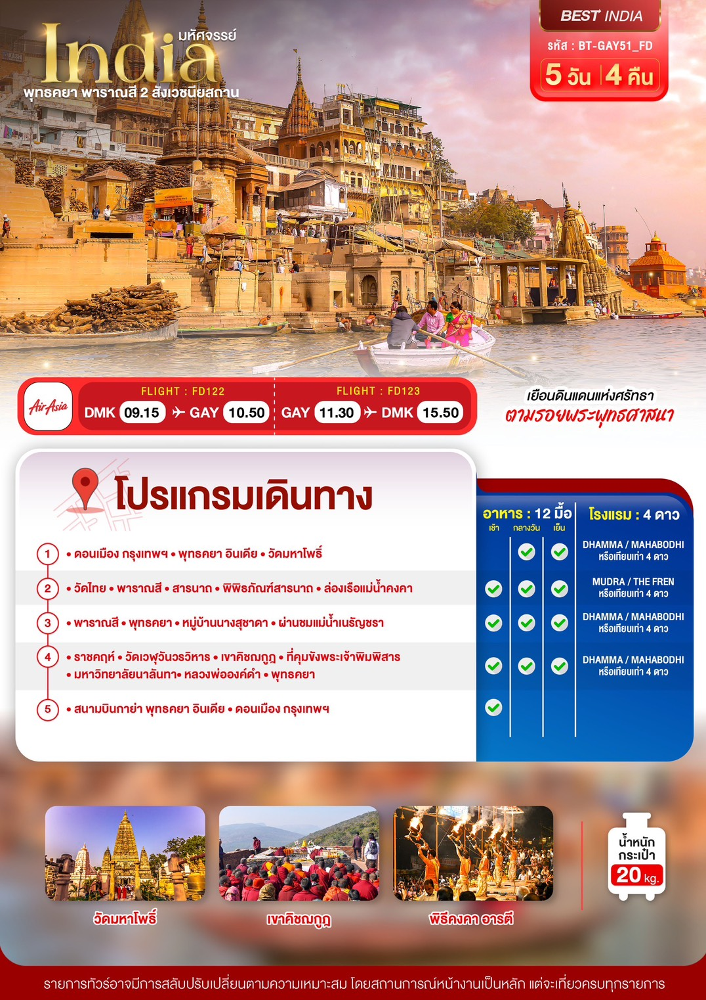 BEST INDIA
รหัส : BT-GAY51_FD
5 วัน | 4 คืน
มหัศจรรย์
India
พุทธคยา พาราณสี 2 สังเวชนียสถาน
AirAsia
FLIGHT : FD122
DMK 09.15 GAY 10.50
FLIGHT : FD123
GAY 11.30 DMK 15.50
เยือนดินแดนแห่งศรัทธา
ตามรอยพระพุทธศาสนา
โปรแกรมเดินทาง
อาหาร : 12 มื้อ
เช้า กลางวัน เย็น
โรงแรม : 4 ดาว
1 • ดอนเมือง กรุงเทพฯ • พุทธคยา อินเดีย • วัดมหาโพธิ์
DHAMMA / MAHABODHI
หรือเทียบเท่า 4 ดาว
2 • วัดไทย • พาราณสี • สารนาถ • พิพิธภัณฑ์สารนาถ • ล่องเรือแม่น้ำคงคา
MUDRA / THE FREN
หรือเทียบเท่า 4 ดาว
3 • พาราณสี • พุทธคยา • หมู่บ้านนางสุชาดา • ผ่านชมแม่น้ำเนรัญชรา
DHAMMA / MAHABODHI
หรือเทียบเท่า 4 ดาว
4 • ราชคฤห์ • วัดเวฬุวันวรวิหาร • เขาคิชฌกูฏ • ที่คุมขังพระเจ้าพิมพิสาร
• มหาวิทยาลัยนาลันทา• หลวงพ่อองค์ดำ • พุทธคยา
DHAMMA / MAHABODHI
หรือเทียบเท่า 4 ดาว
5 • สนามบินกาย่า พุทธคยา อินเดีย • ดอนเมือง กรุงเทพฯ
วัดมหาโพธิ์
เขาคิชฌกูฏ
พิธีคงคา อารตี
น้ำหนัก
กระเป๋า
20 kg.
รายการทัวร์อาจมีการสลับปรับเปลี่ยนตามความเหมาะสม โดยสถานการณ์หน้างานเป็นหลัก แต่จะเที่ยวครบทุกรายการ